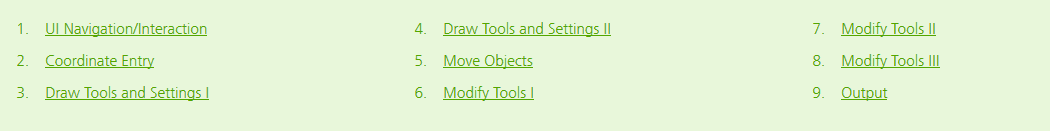 1. UI Navigation/Interaction
2. Coordinate Entry
3. Draw Tools and Settings I
4. Draw Tools and Settings II
5. Move Objects
6. Modify Tools I
7. Modify Tools II
8. Modify Tools III
9. Output